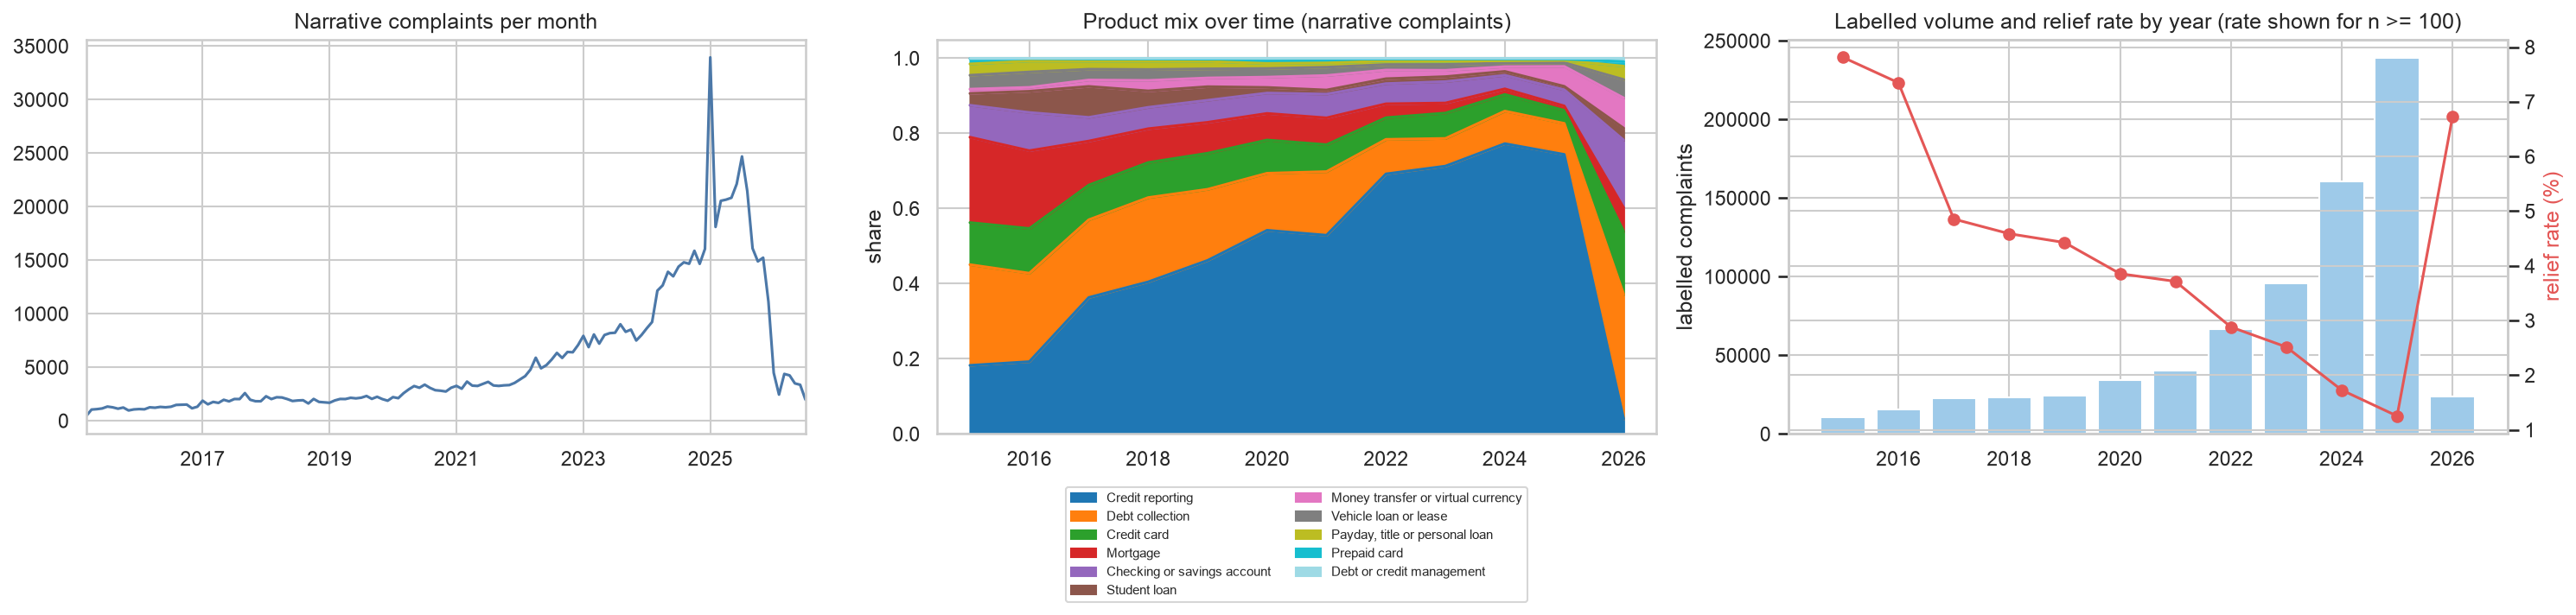 Narrative complaints per month
35000
30000
25000
20000
15000
10000
5000
0
2017
2019
2021
2023
2025
Product mix over time (narrative complaints)
share
1.0
0.8
0.6
0.4
0.2
0.0
2016
2018
2020
2022
2024
2026
Credit reporting
Debt collection
Credit card
Mortgage
Checking or savings account
Student loan
Money transfer or virtual currency
Vehicle loan or lease
Payday, title or personal loan
Prepaid card
Debt or credit management
Labelled volume and relief rate by year (rate shown for n >= 100)
labelled complaints
250000
200000
150000
100000
50000
0
2016
2018
2020
2022
2024
2026
8
7
6
5
4
3
2
1
relief rate (%)